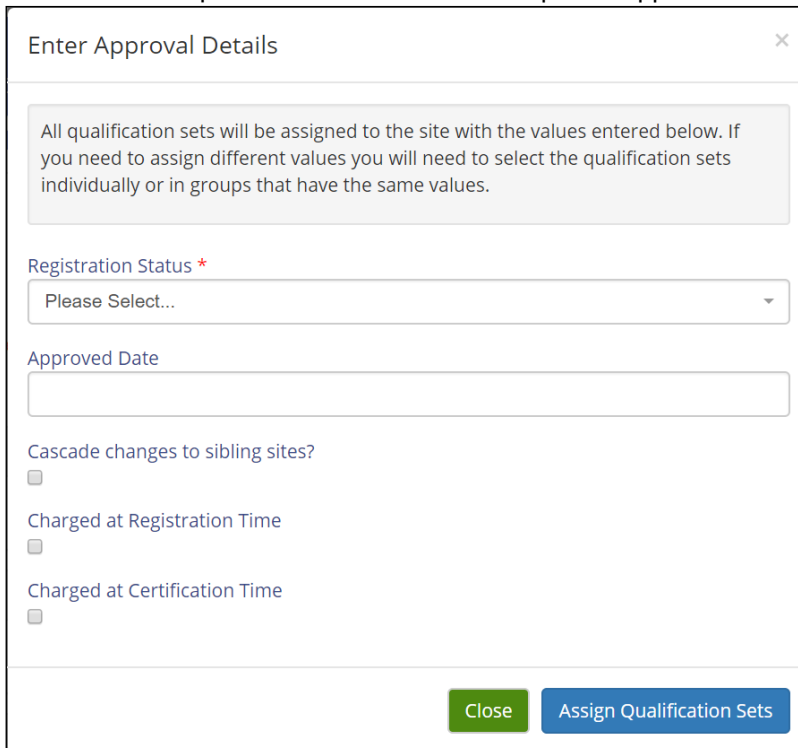 Enter Approval Details ×
All qualification sets will be assigned to the site with the values entered below. If
you need to assign different values you will need to select the qualification sets
individually or in groups that have the same values.
Registration Status *
Please Select...
Approved Date
Cascade changes to sibling sites?
Charged at Registration Time
Charged at Certification Time
Close Assign Qualification Sets